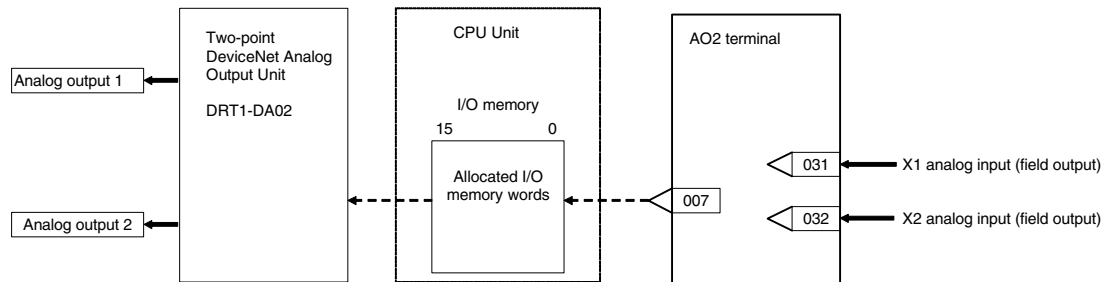 Two-point
DeviceNet Analog
Output Unit
DRT1-DA02
Analog output 1
Analog output 2
CPU Unit
I/O memory
15 0
Allocated I/O
memory words
AO2 terminal
007
031
032
X1 analog input (field output)
X2 analog input (field output)